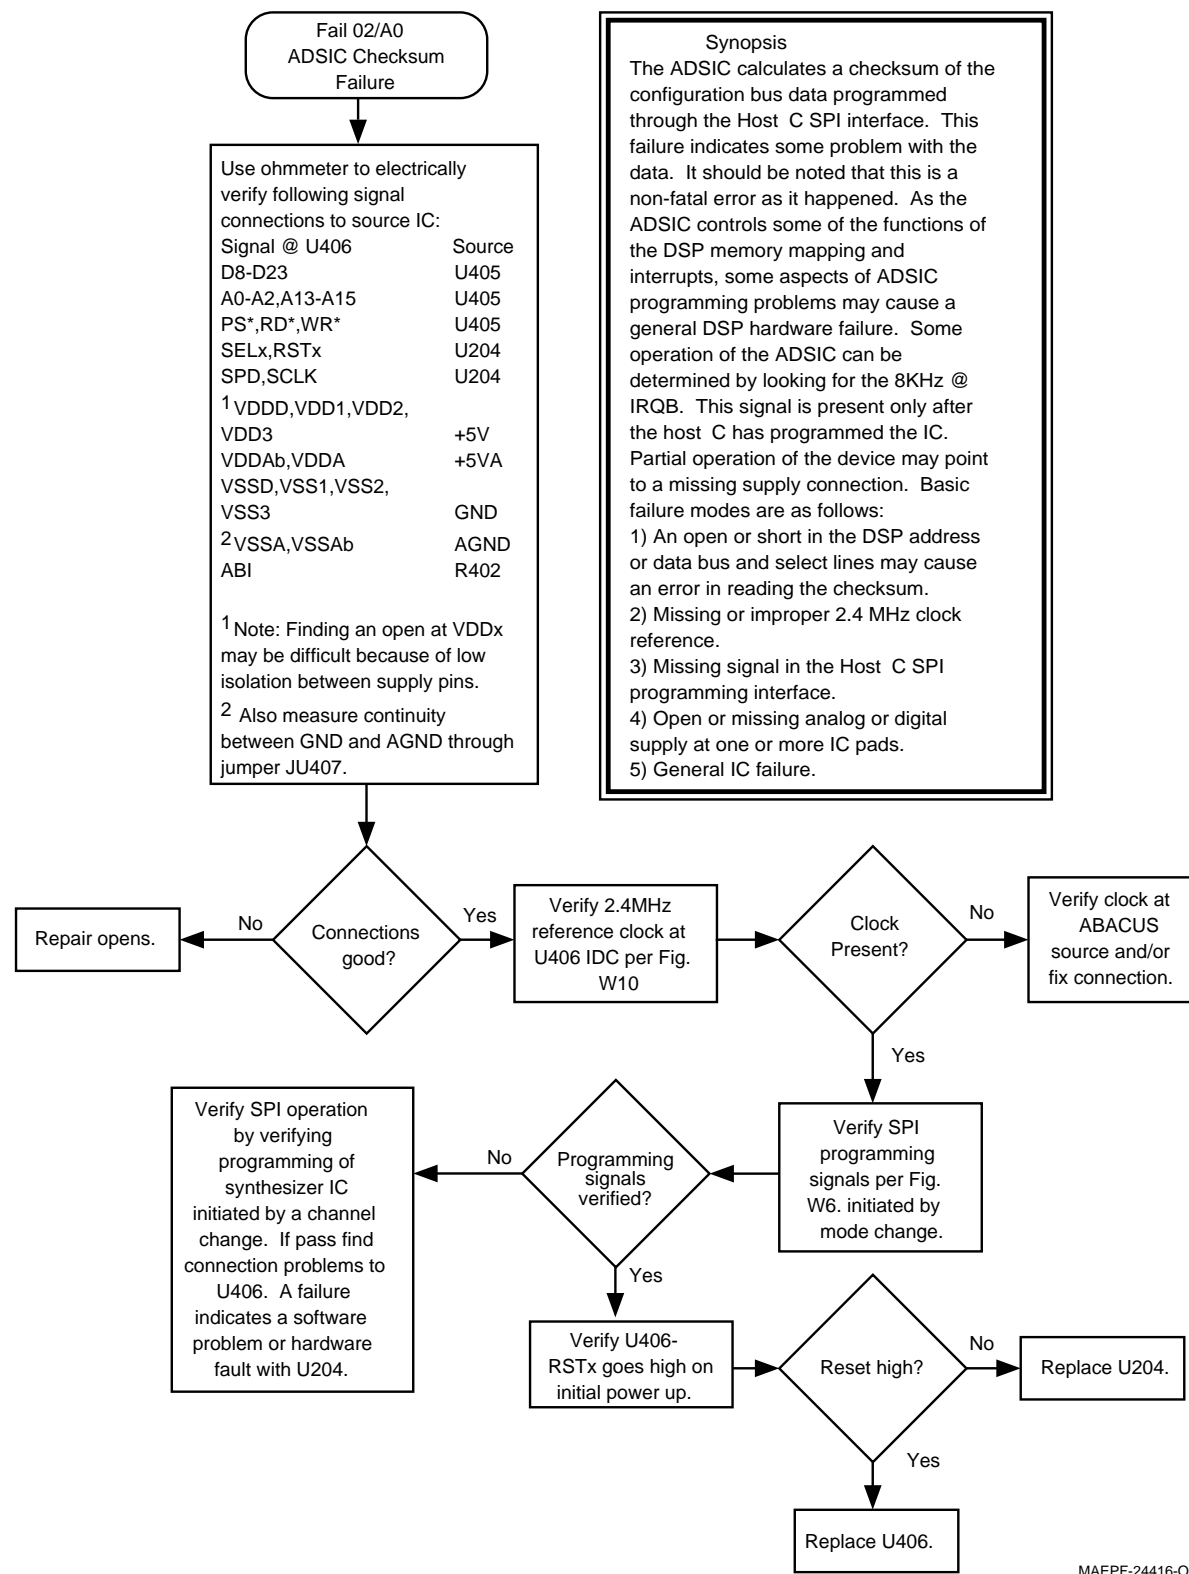 Fail 02/A0
ADSIC Checksum
Failure
Use ohmmeter to electrically
verify following signal
connections to source IC:
Signal @ U406 Source
D8-D23 U405
A0-A2,A13-A15 U405
PS*,RD*,WR* U405
SELx,RSTx U204
SPD,SCLK U204
1 VDDD,VDD1,VDD2,
VDD3 +5V
VDDAb,VDDA +5VA
VSSD,VSS1,VSS2,
VSS3 GND
2 VSSA,VSSAb AGND
ABI R402
1 Note: Finding an open at VDDx
may be difficult because of low
isolation between supply pins.
2 Also measure continuity
between GND and AGND through
jumper JU407.
Synopsis
The ADSIC calculates a checksum of the
configuration bus data programmed
through the Host C SPI interface. This
failure indicates some problem with the
data. It should be noted that this is a
non-fatal error as it happened. As the
ADSIC controls some of the functions of
the DSP memory mapping and
interrupts, some aspects of ADSIC
programming problems may cause a
general DSP hardware failure. Some
operation of the ADSIC can be
determined by looking for the 8KHz @
IRQB. This signal is present only after
the host C has programmed the IC.
Partial operation of the device may point
to a missing supply connection. Basic
failure modes are as follows:
1) An open or short in the DSP address
or data bus and select lines may cause
an error in reading the checksum.
2) Missing or improper 2.4 MHz clock
reference.
3) Missing signal in the Host C SPI
programming interface.
4) Open or missing analog or digital
supply at one or more IC pads.
5) General IC failure.
Connections
good?
No
Repair opens.
Yes
Verify 2.4MHz
reference clock at
U406 IDC per Fig.
W10
Clock
Present?
No
Verify clock at
ABACUS
source and/or
fix connection.
Yes
Verify SPI
programming
signals per Fig.
W6. initiated by
mode change.
Programming
signals
verified?
No
Verify SPI operation
by verifying
programming of
synthesizer IC
initiated by a channel
change. If pass find
connection problems to
U406. A failure
indicates a software
problem or hardware
fault with U204.
Yes
Verify U406-
RSTx goes high on
initial power up.
Reset high?
No
Replace U204.
Yes
Replace U406.
MAEPF-24416-O